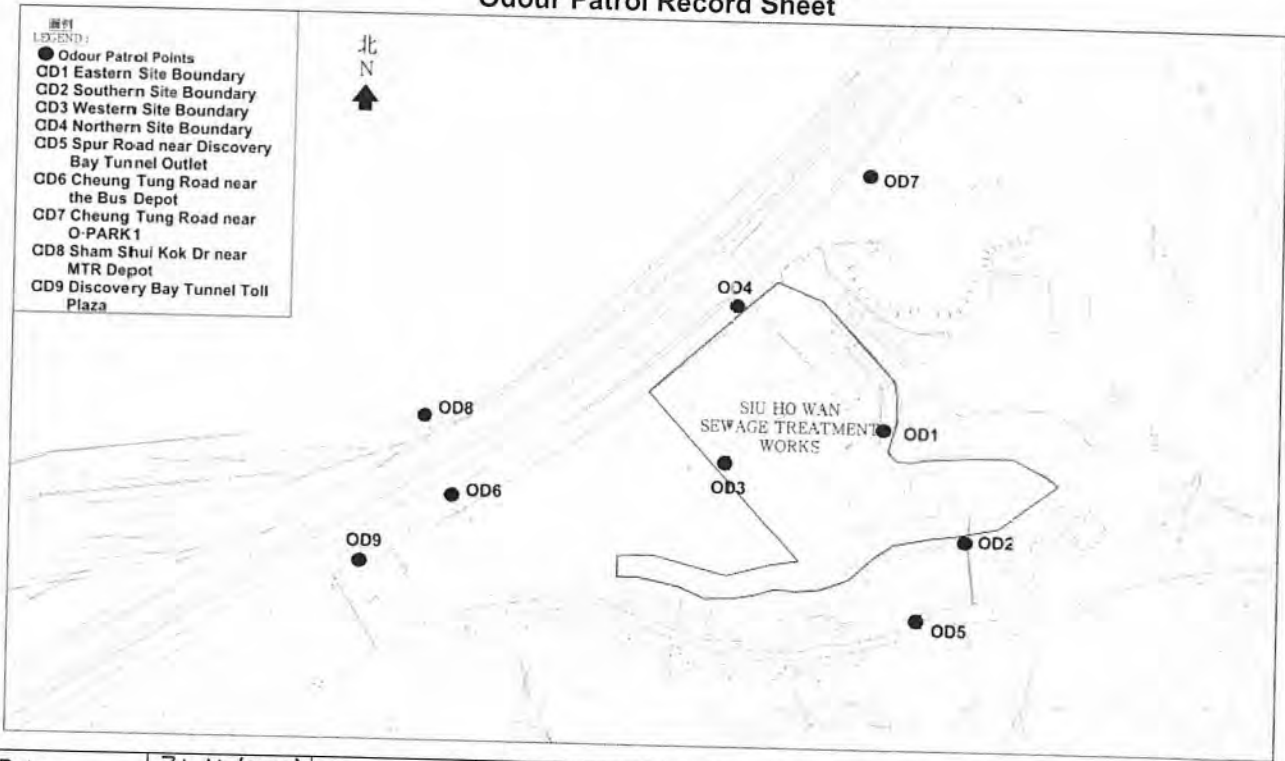 Odour Patrol Record Sheet
圖例
LEGEND:
Odour Patrol Points
OD1 Eastern Site Boundary
OD2 Southern Site Boundary
OD3 Western Site Boundary
OD4 Northern Site Boundary
OD5 Spur Road near Discovery
Bay Tunnel Outlet
OD6 Cheung Tung Road near
the Bus Depot
OD7 Cheung Tung Road near
O·PARK1
OD8 Sham Shui Kok Dr near
MTR Depot
OD9 Discovery Bay Tunnel Toll
Plaza
北
N
OD7
OD4
OD8
SIU HO WAN
SEWAGE TREATMENT
WORKS
OD1
OD3
OD6
OD9
OD2
OD5